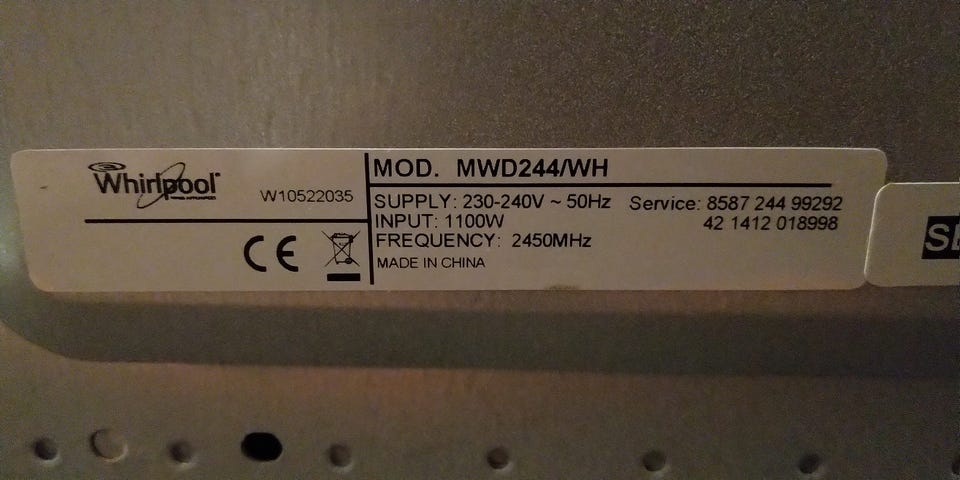 Whirlpool
W10522035
CE
MOD. MWD244/WH
SUPPLY: 230-240V ~ 50Hz
INPUT: 1100W
FREQUENCY: 2450MHz
MADE IN CHINA
Service: 8587 244 99292
42 1412 018998